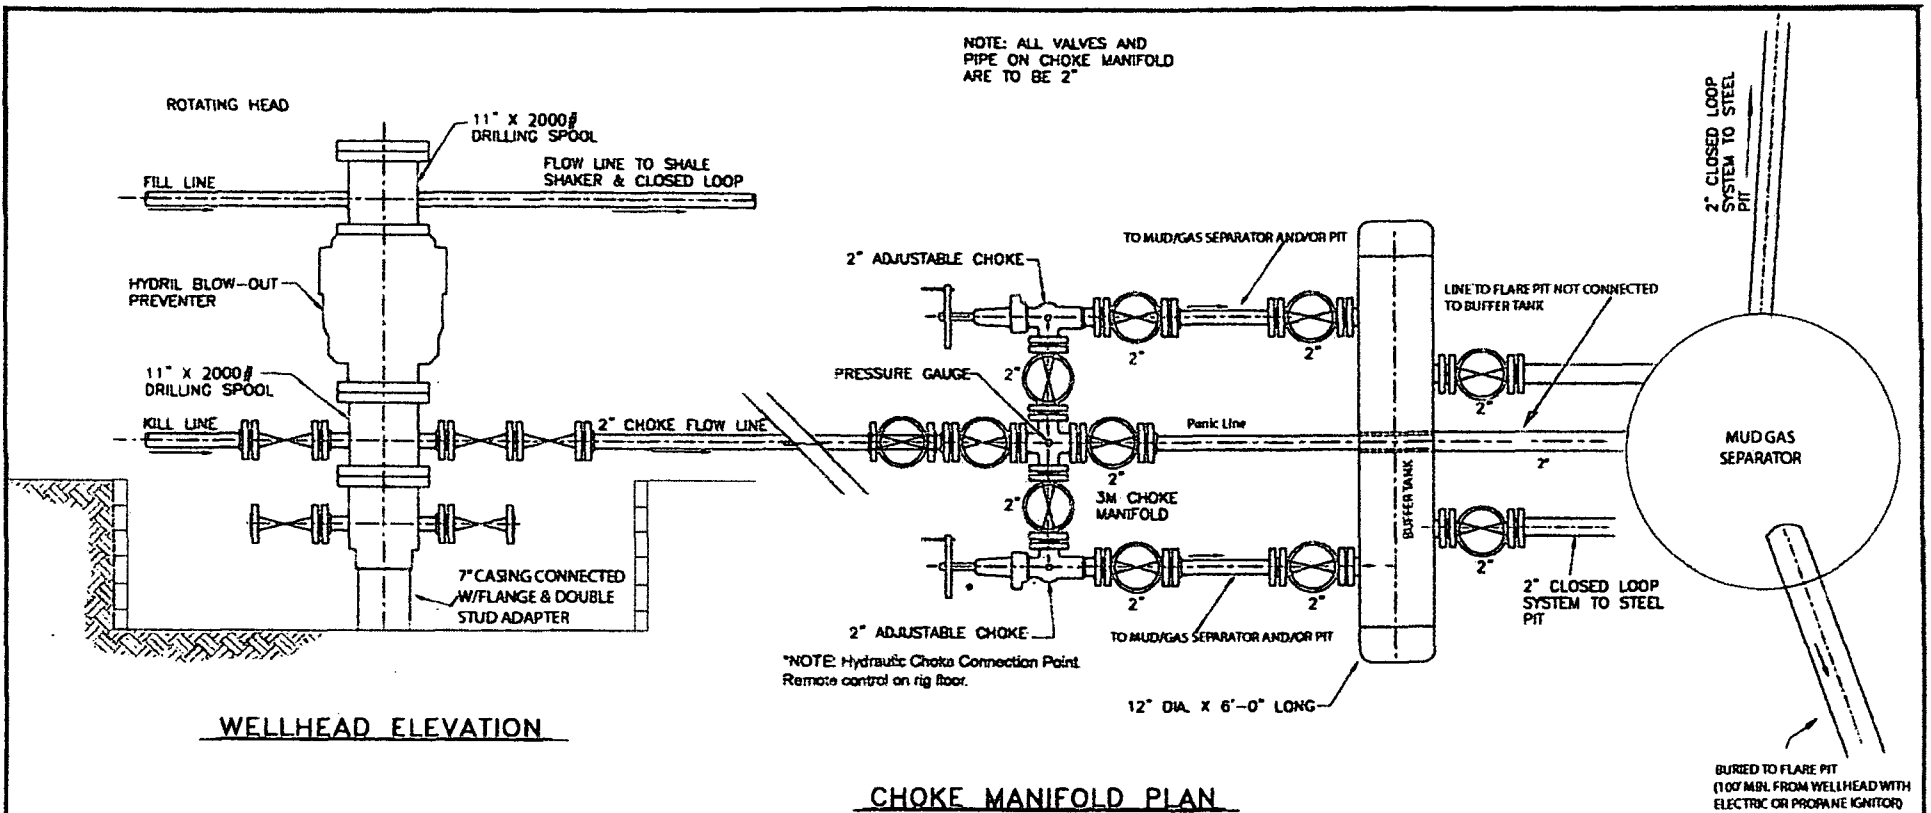 NOTE: ALL VALVES AND
PIPE ON CHOKE MANIFOLD
ARE TO BE 2"
ROTATING HEAD
11" X 2000#
DRILLING SPOOL
FLOW LINE TO SHALE
SHAKER & CLOSED LOOP
FILL LINE
HYDRIL BLOW-OUT
PREVENTER
11" X 2000#
DRILLING SPOOL
KILL LINE
2" CHOKE FLOW LINE
7" CASING CONNECTED
W/FLANGE & DOUBLE
STUD ADAPTER
WELLHEAD ELEVATION
2" ADJUSTABLE CHOKE
TO MUD/GAS SEPARATOR AND/OR PIT
2"
2"
2"
PRESSURE GAUGE
Panic Line
2"
2"
3M CHOKE
MANIFOLD
2"
2"
2" ADJUSTABLE CHOKE
TO MUD/GAS SEPARATOR AND/OR PIT
*
*NOTE: Hydraulic Choke Connection Point.
Remote control on rig floor.
BUFFER TANK
12" DIA. X 6'-0" LONG
LINE TO FLARE PIT NOT CONNECTED
TO BUFFER TANK
2"
2"
2"
2" CLOSED LOOP
SYSTEM TO STEEL
PIT
2" CLOSED LOOP
SYSTEM TO STEEL
PIT
MUD GAS
SEPARATOR
BURIED TO FLARE PIT
(100' MIN. FROM WELLHEAD WITH
ELECTRIC OR PROPANE IGNITOR)
CHOKE MANIFOLD PLAN